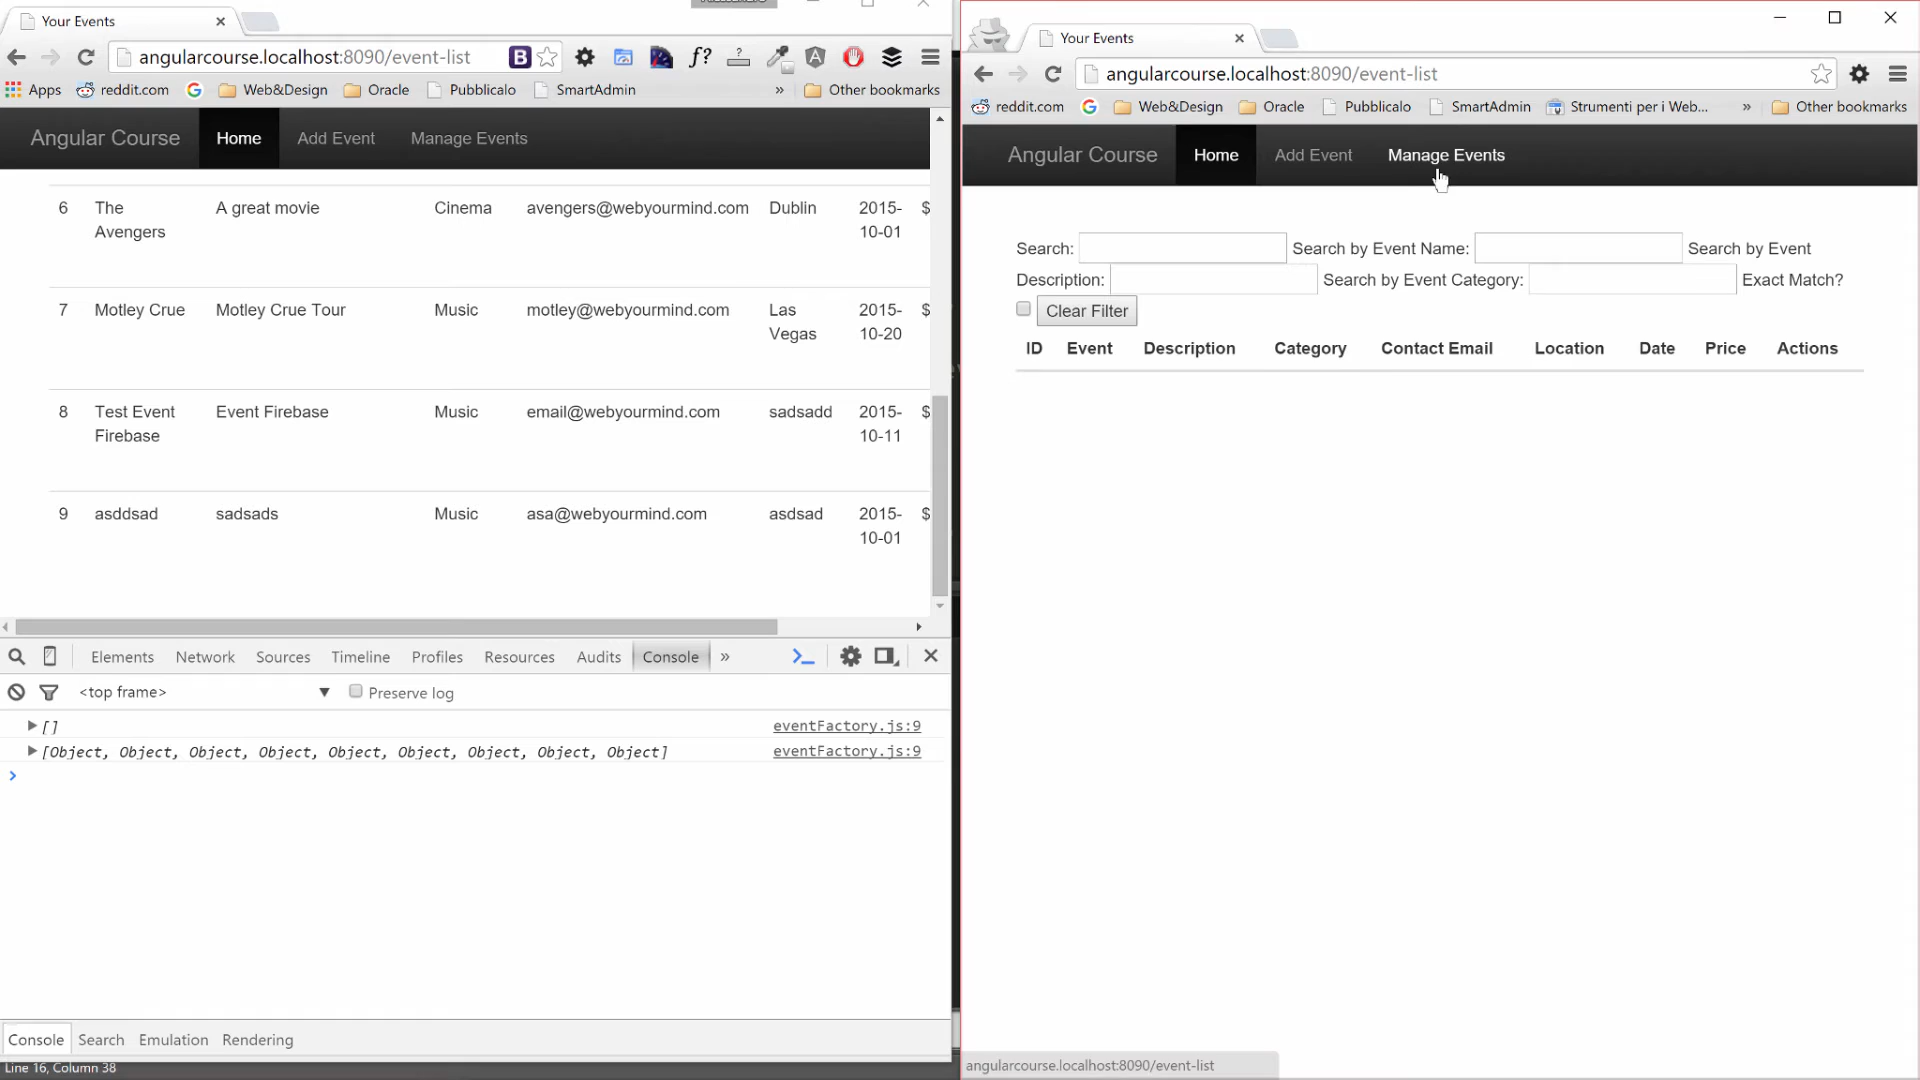 Your Events
angularcourse.localhost:8090/event-list
Apps reddit.com Web&Design Oracle Pubblicalo SmartAdmin » Other bookmarks
Angular Course Home Add Event Manage Events
6 The Avengers A great movie Cinema avengers@webyourmind.com Dublin 2015-10-01 $
7 Motley Crue Motley Crue Tour Music motley@webyourmind.com Las Vegas 2015-10-20 $
8 Test Event Firebase Event Firebase Music email@webyourmind.com sadsadd 2015-10-11 $
9 asddsad sadsads Music asa@webyourmind.com asdsad 2015-10-01 $
Elements Network Sources Timeline Profiles Resources Audits Console »
<top frame> Preserve log
[] eventFactory.js:9
[Object, Object, Object, Object, Object, Object, Object, Object, Object] eventFactory.js:9
Console Search Emulation Rendering
Line 16, Column 38
Your Events
angularcourse.localhost:8090/event-list
reddit.com Web&Design Oracle Pubblicalo SmartAdmin Strumenti per i Web... » Other bookmarks
Angular Course Home Add Event Manage Events
Search: Search by Event Name: Search by Event
Description: Search by Event Category: Exact Match?
Clear Filter
ID Event Description Category Contact Email Location Date Price Actions
angularcourse.localhost:8090/event-list